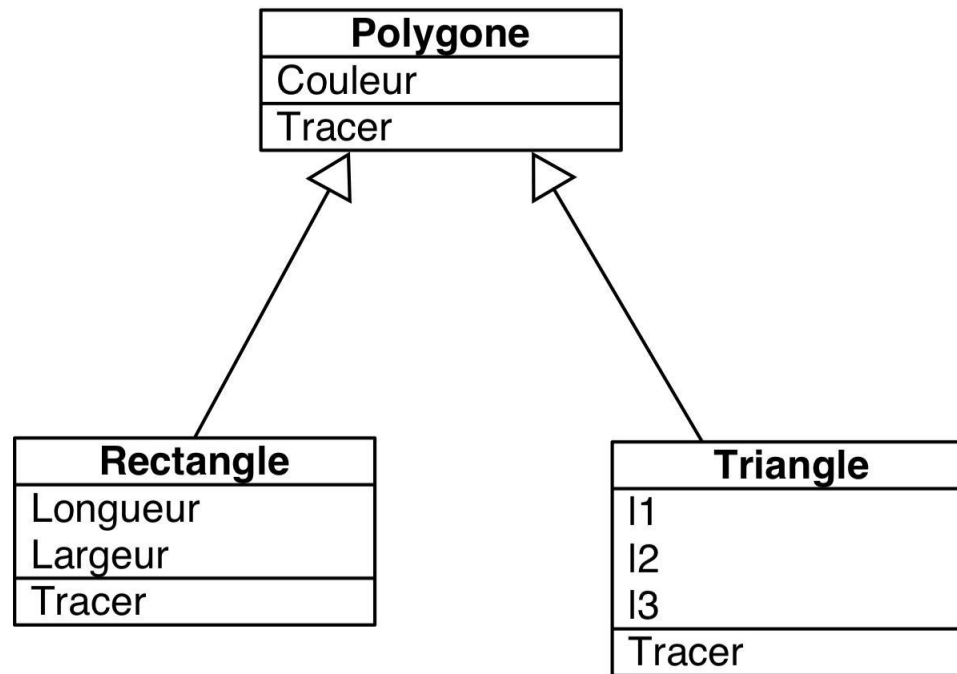 Polygone
Couleur
Tracer
Rectangle
Longueur
Largeur
Tracer
Triangle
l1
l2
l3
Tracer